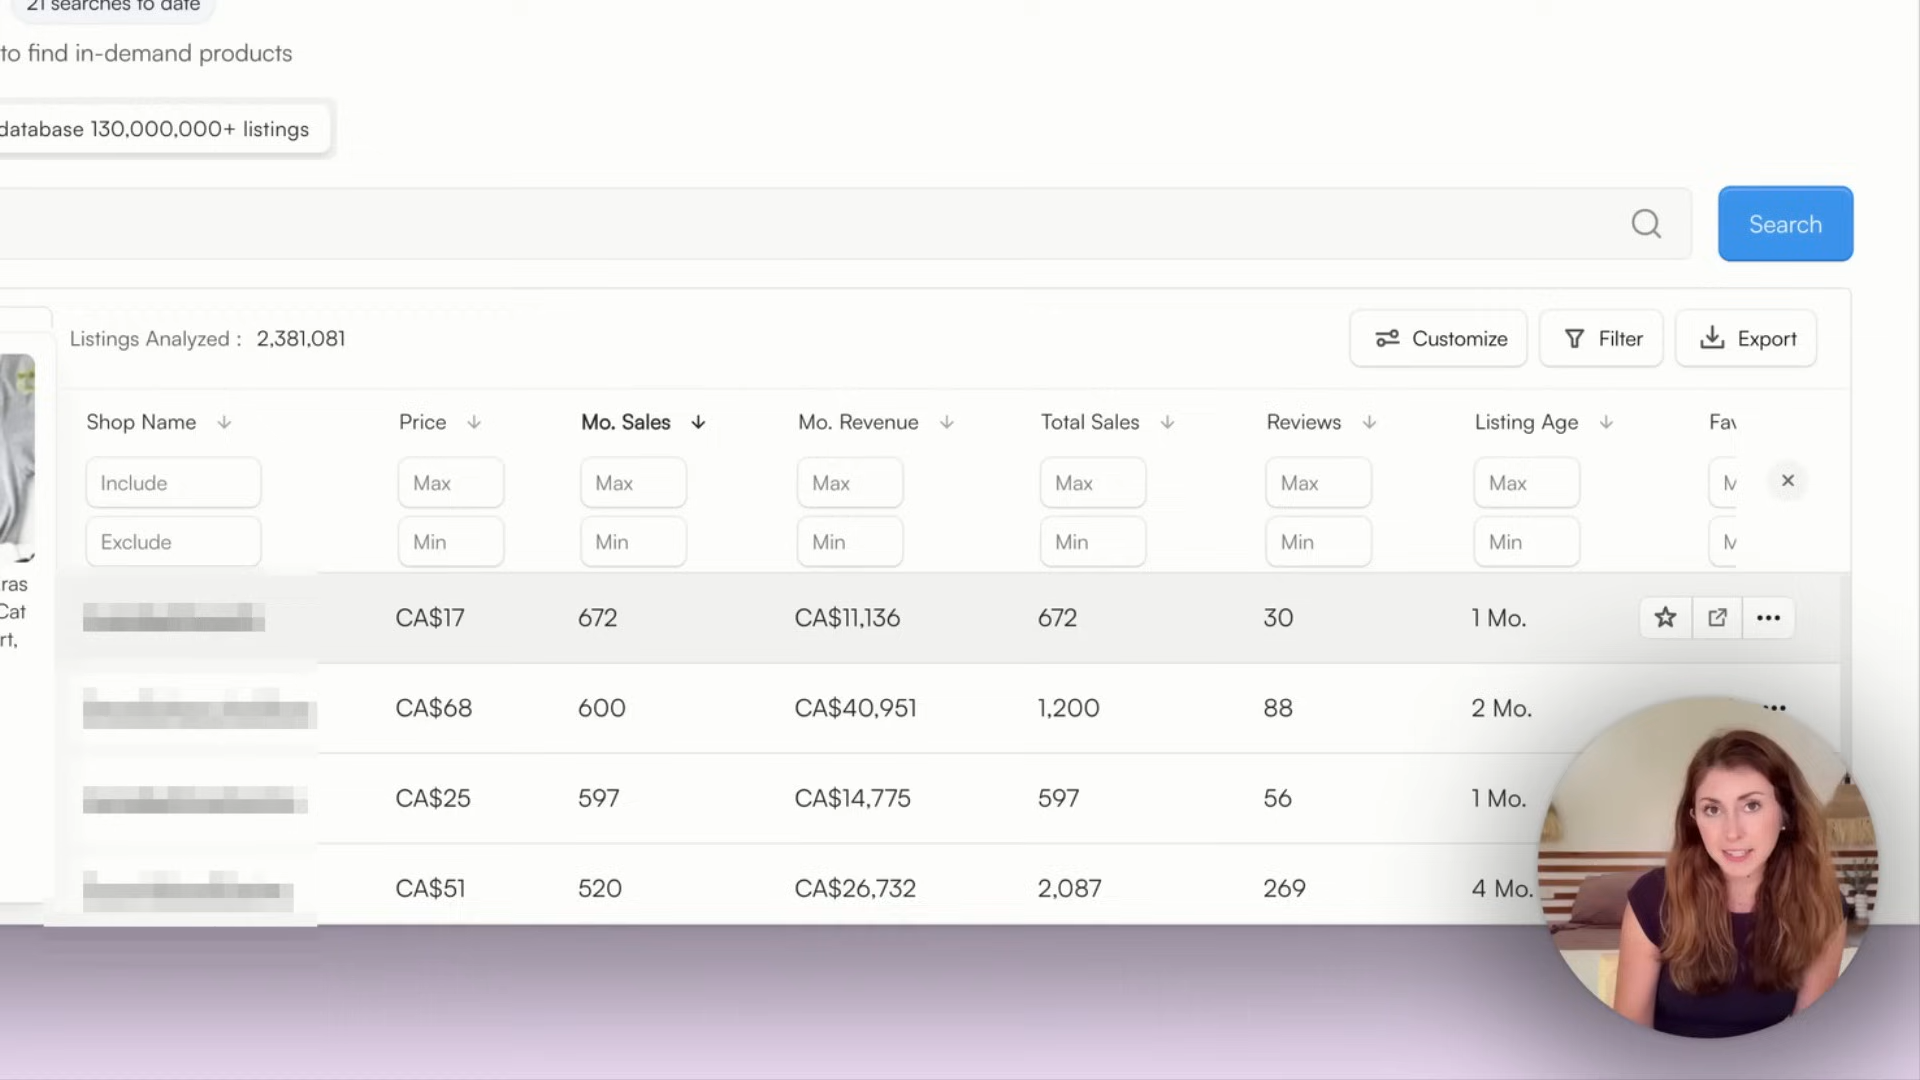 21 searches to date
to find in-demand products
database 130,000,000+ listings
Search
Listings Analyzed : 2,381,081
Customize
Filter
Export
Shop Name Price Mo. Sales Mo. Revenue Total Sales Reviews Listing Age Fav
Include Max Max Max Max Max Max M
Exclude Min Min Min Min Min Min M
ras
Cat
rt,
CA$17 672 CA$11,136 672 30 1 Mo.
CA$68 600 CA$40,951 1,200 88 2 Mo.
CA$25 597 CA$14,775 597 56 1 Mo.
CA$51 520 CA$26,732 2,087 269 4 Mo.